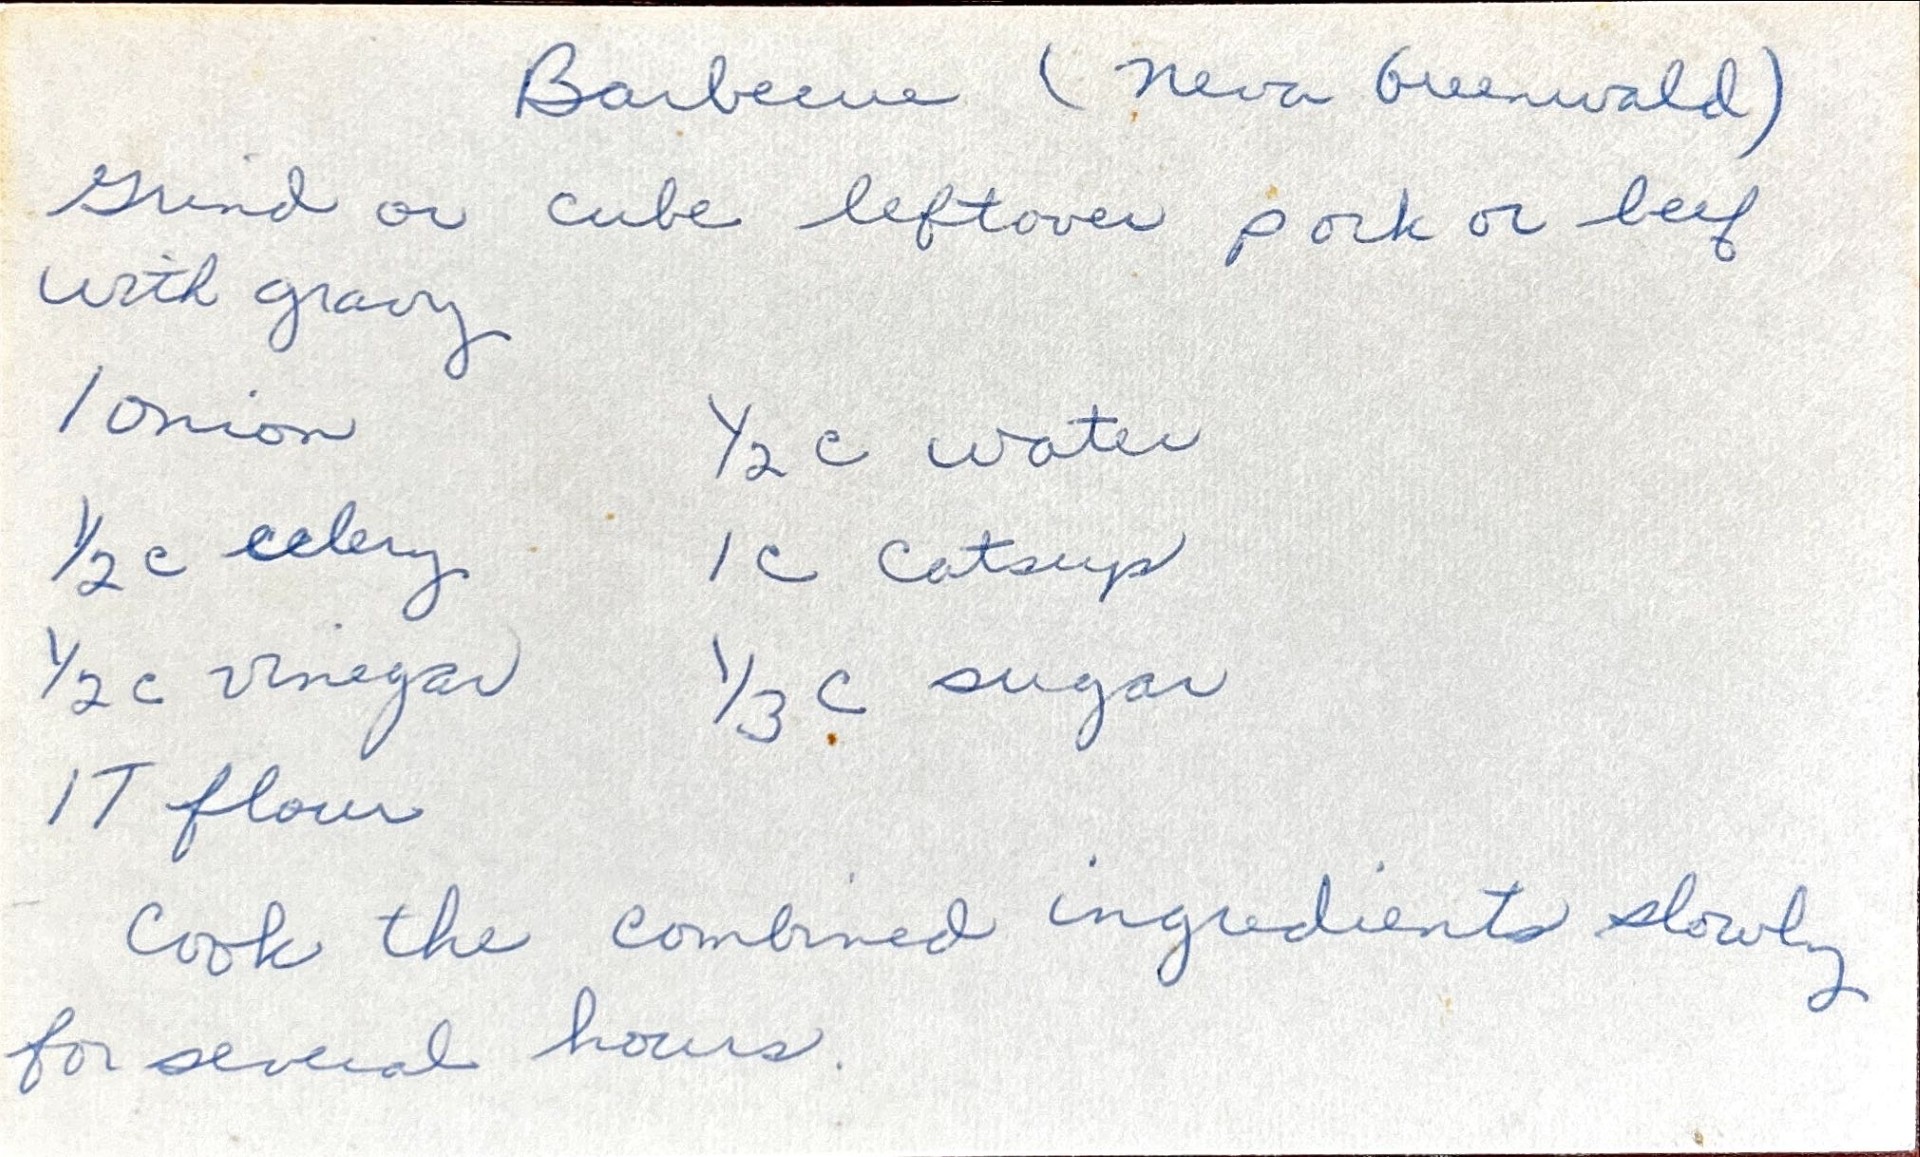 Barbecue (Neva Greenwald)
Grind or cube leftover pork or beef
with gravy
1 onion 1/2 c water
1/2 c celery 1 c catsup
1/2 c vinegar 1/3 c sugar
1 T flour
Cook the combined ingredients slowly
for several hours.